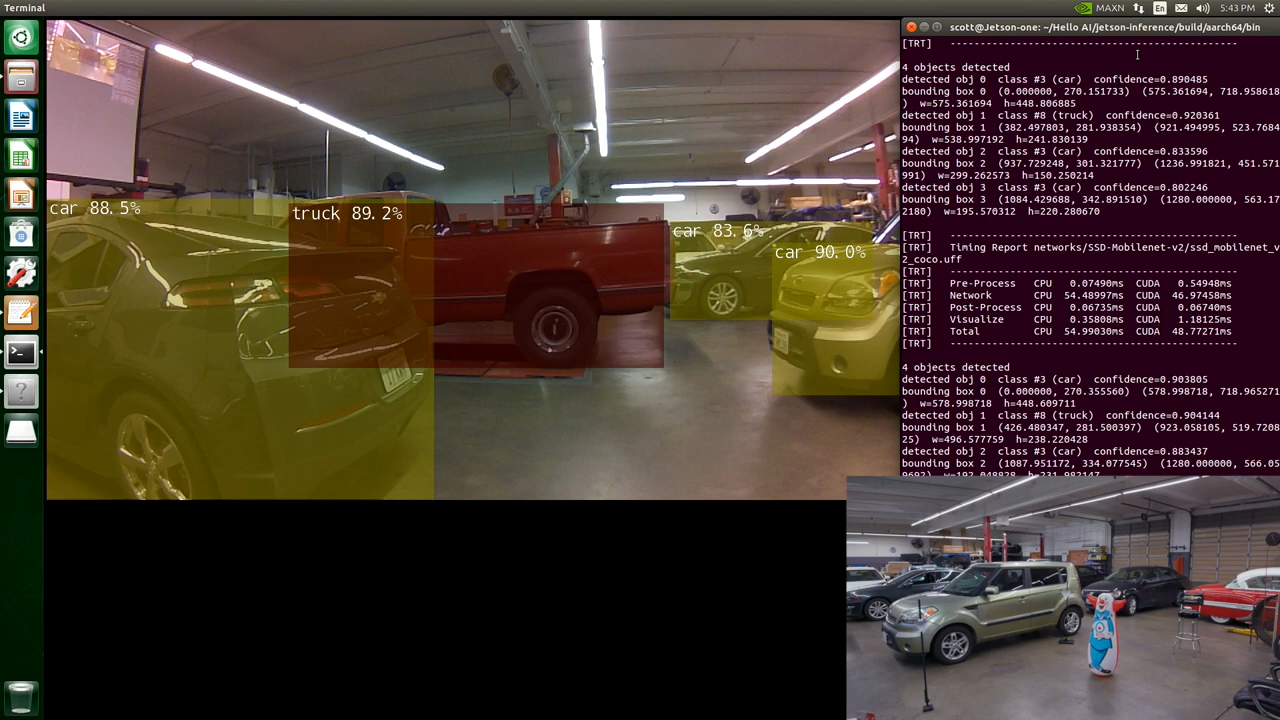 Terminal
MAXN
En
5:43 PM
scott@Jetson-one: ~/Hello AI/jetson-inference/build/aarch64/bin
car 88.5%
truck 89.2%
car 83.6%
car 90.0%
[TRT]   ------------------------------------------------
4 objects detected
detected obj 0  class #3 (car)  confidence=0.890485
bounding box 0  (0.000000, 270.151733)  (575.361694, 718.958618
)  w=575.361694  h=448.806885
detected obj 1  class #8 (truck)  confidence=0.920361
bounding box 1  (382.497803, 281.938354)  (921.494995, 523.7684
94)  w=538.997192  h=241.830139
detected obj 2  class #3 (car)  confidence=0.833596
bounding box 2  (937.729248, 301.321777)  (1236.991821, 451.571
991)  w=299.262573  h=150.250214
detected obj 3  class #3 (car)  confidence=0.802246
bounding box 3  (1084.429688, 342.891510)  (1280.000000, 563.17
2180)  w=195.570312  h=220.280670
[TRT]   ------------------------------------------------
[TRT]   Timing Report networks/SSD-Mobilenet-v2/ssd_mobilenet_v
2_coco.uff
[TRT]   ------------------------------------------------
[TRT]   Pre-Process   CPU   0.07490ms  CUDA   0.54948ms
[TRT]   Network       CPU  54.48997ms  CUDA  46.97458ms
[TRT]   Post-Process  CPU   0.06735ms  CUDA   0.06740ms
[TRT]   Visualize     CPU   0.35808ms  CUDA   1.18125ms
[TRT]   Total         CPU  54.99030ms  CUDA  48.77271ms
[TRT]   ------------------------------------------------
4 objects detected
detected obj 0  class #3 (car)  confidence=0.903805
bounding box 0  (0.000000, 270.355560)  (578.998718, 718.965271
)  w=578.998718  h=448.609711
detected obj 1  class #8 (truck)  confidence=0.904144
bounding box 1  (426.480347, 281.500397)  (923.058105, 519.7208
25)  w=496.577759  h=238.220428
detected obj 2  class #3 (car)  confidence=0.883437
bounding box 2  (1087.951172, 334.077545)  (1280.000000, 566.05
9692)  w=192.048828  h=231.982147